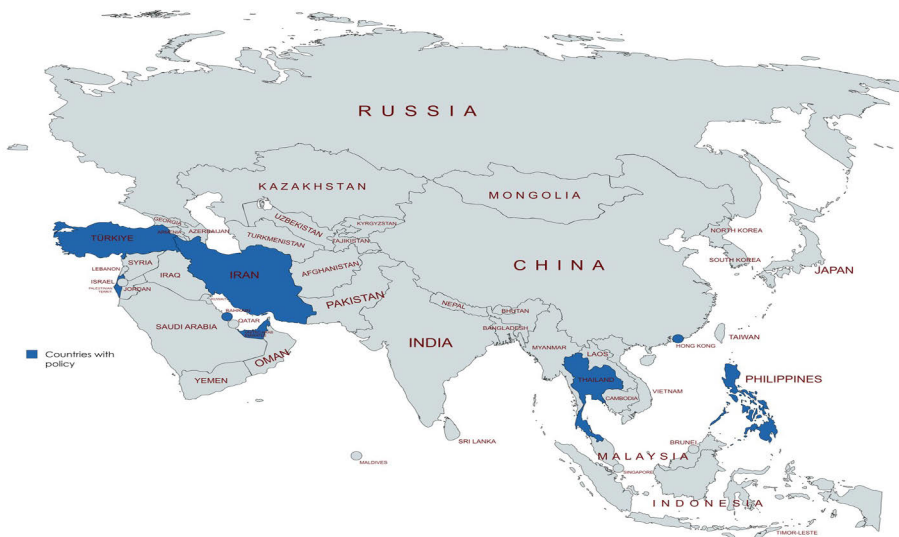 RUSSIA
KAZAKHSTAN
MONGOLIA
GEORGIA
UZBEKISTAN
KYRGYZSTAN
ARMENIA
AZERBAIJAN
TÜRKİYE
TURKMENISTAN
TAJIKISTAN
NORTH KOREA
SOUTH KOREA
JAPAN
SYRIA
LEBANON
IRAQ
IRAN
AFGHANISTAN
CHINA
ISRAEL
JORDAN
PAKISTAN
NEPAL
BHUTAN
BAHRAIN
QATAR
SAUDI ARABIA
BANGLADESH
INDIA
MYANMAR
LAOS
HONG KONG
TAIWAN
OMAN
YEMEN
THAILAND
CAMBODIA
VIETNAM
PHILIPPINES
Countries with
policy
SRI LANKA
MALDIVES
BRUNEI
MALAYSIA
SINGAPORE
INDONESIA
TIMOR-LESTE